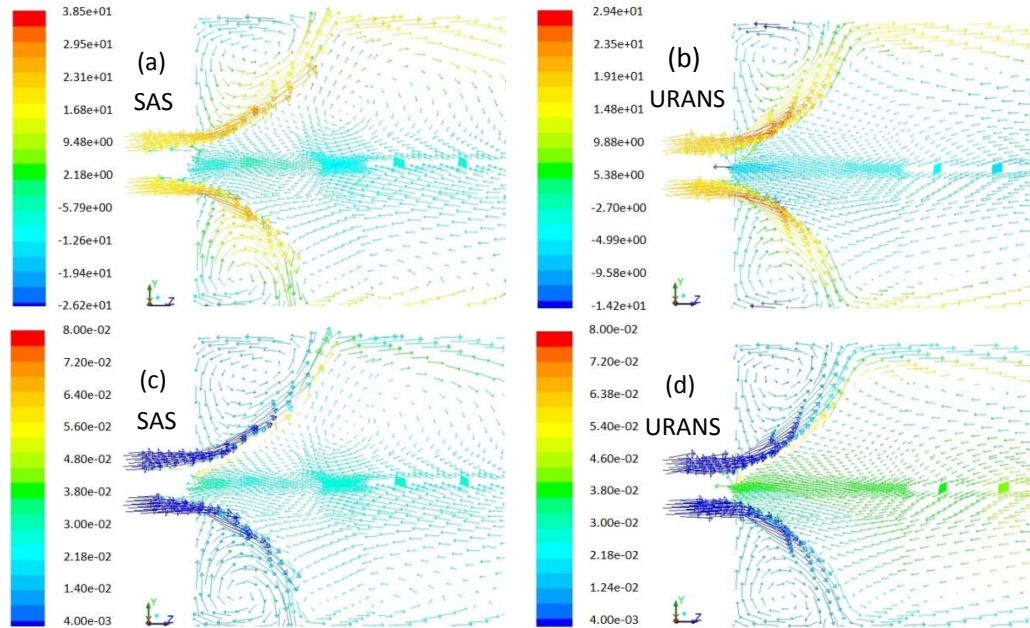 3.85e+01
2.95e+01
2.31e+01
1.68e+01
9.48e+00
2.18e+00
-5.79e+00
-1.26e+01
-1.94e+01
-2.62e+01
(a)
SAS
Y
Z
2.94e+01
2.35e+01
1.91e+01
1.48e+01
9.88e+00
5.38e+00
-2.70e+00
-4.99e+00
-9.58e+00
-1.42e+01
(b)
URANS
Y
Z
8.00e-02
7.20e-02
6.40e-02
5.60e-02
4.80e-02
3.80e-02
3.00e-02
2.18e-02
1.20e-02
4.00e-03
(c)
SAS
Y
Z
8.00e-02
7.20e-02
6.38e-02
5.40e-02
4.60e-02
3.80e-02
3.00e-02
2.38e-02
1.24e-02
4.00e-03
(d)
URANS
Y
Z